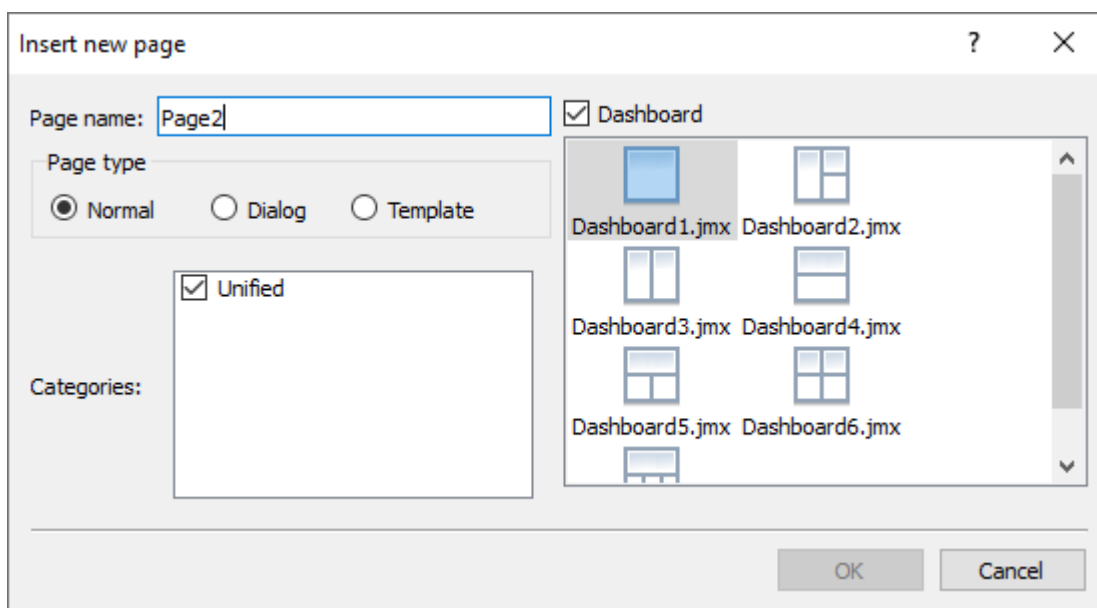 Insert new page
?
Page name: Page2
Dashboard
Page type
Normal Dialog Template
Dashboard1.jmx Dashboard2.jmx
Unified
Dashboard3.jmx Dashboard4.jmx
Categories:
Dashboard5.jmx Dashboard6.jmx
OK Cancel